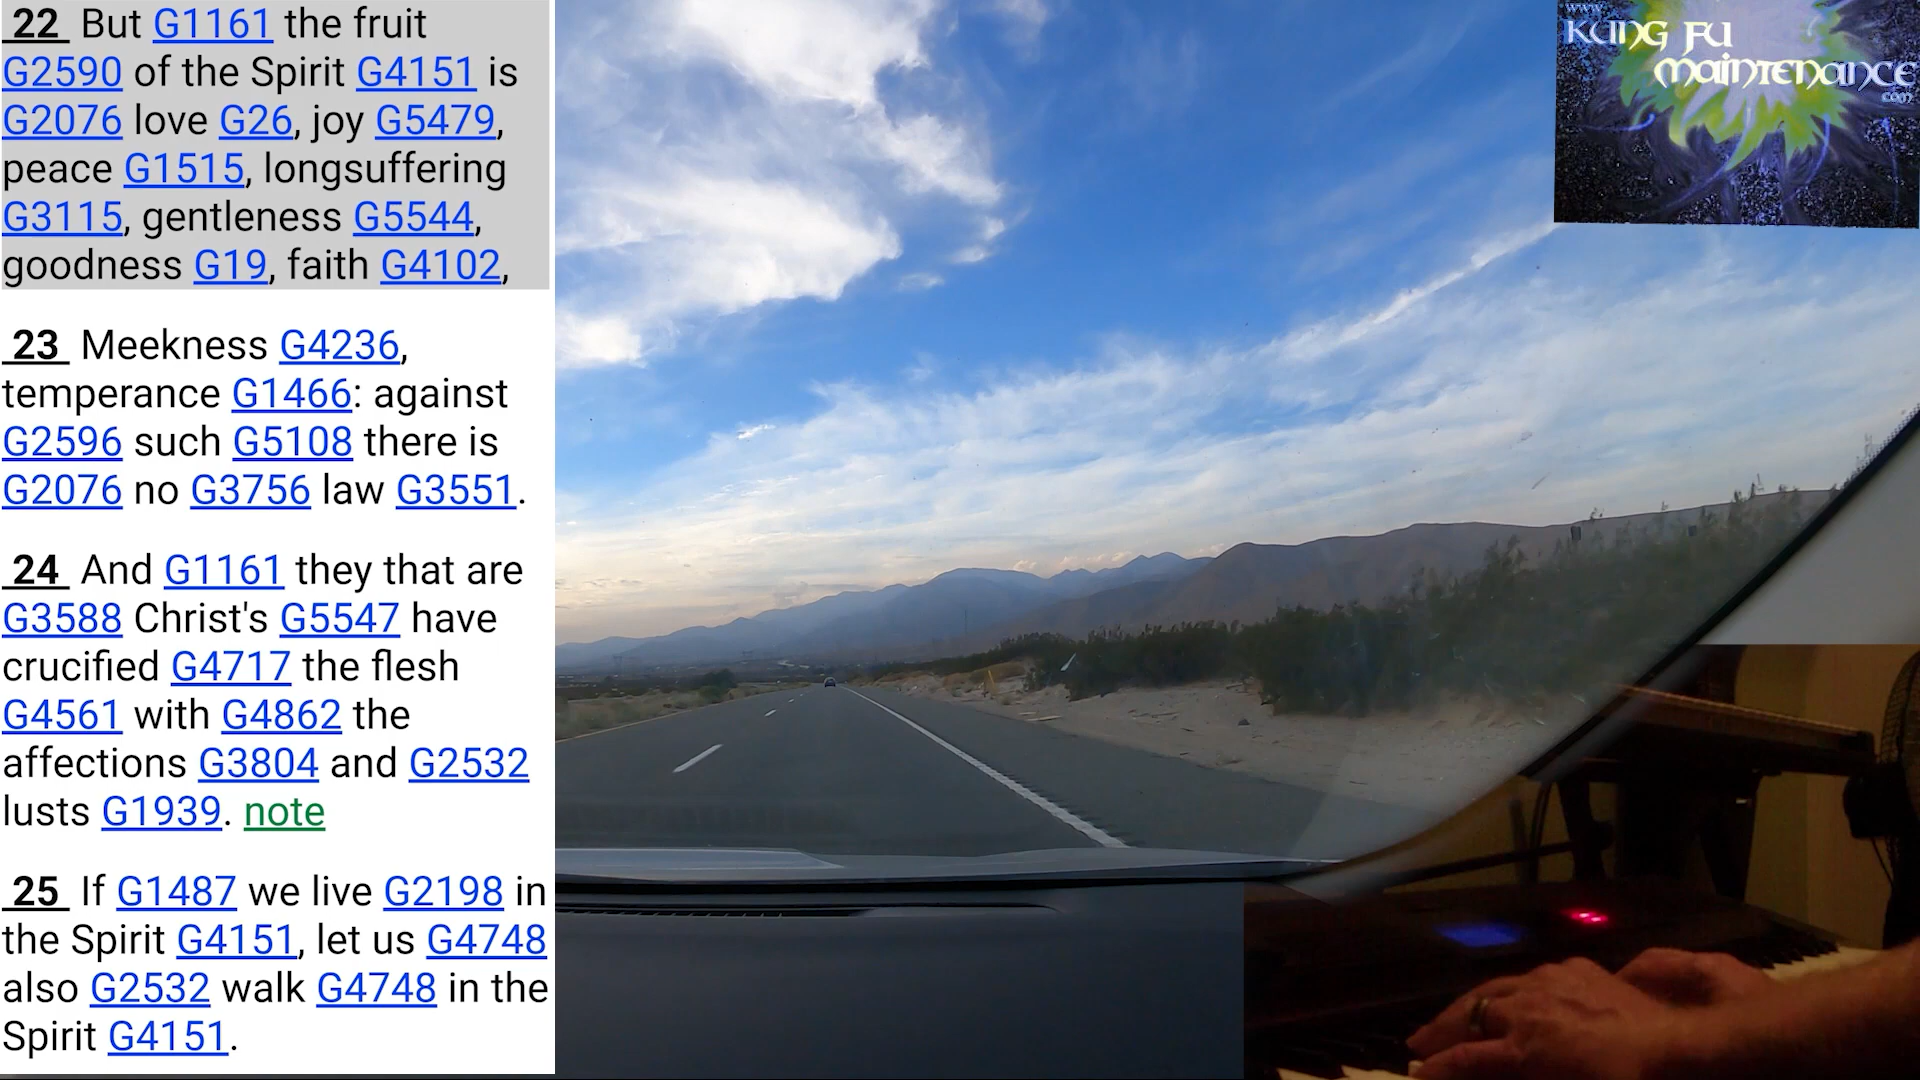 22 But G1161 the fruit
G2590 of the Spirit G4151 is
G2076 love G26, joy G5479,
peace G1515, longsuffering
G3115, gentleness G5544,
goodness G19, faith G4102,
23 Meekness G4236,
temperance G1466: against
G2596 such G5108 there is
G2076 no G3756 law G3551.
24 And G1161 they that are
G3588 Christ's G5547 have
crucified G4717 the flesh
G4561 with G4862 the
affections G3804 and G2532
lusts G1939. note
25 If G1487 we live G2198 in
the Spirit G4151, let us G4748
also G2532 walk G4748 in the
Spirit G4151.
www
Kung Fu
maintenance
com